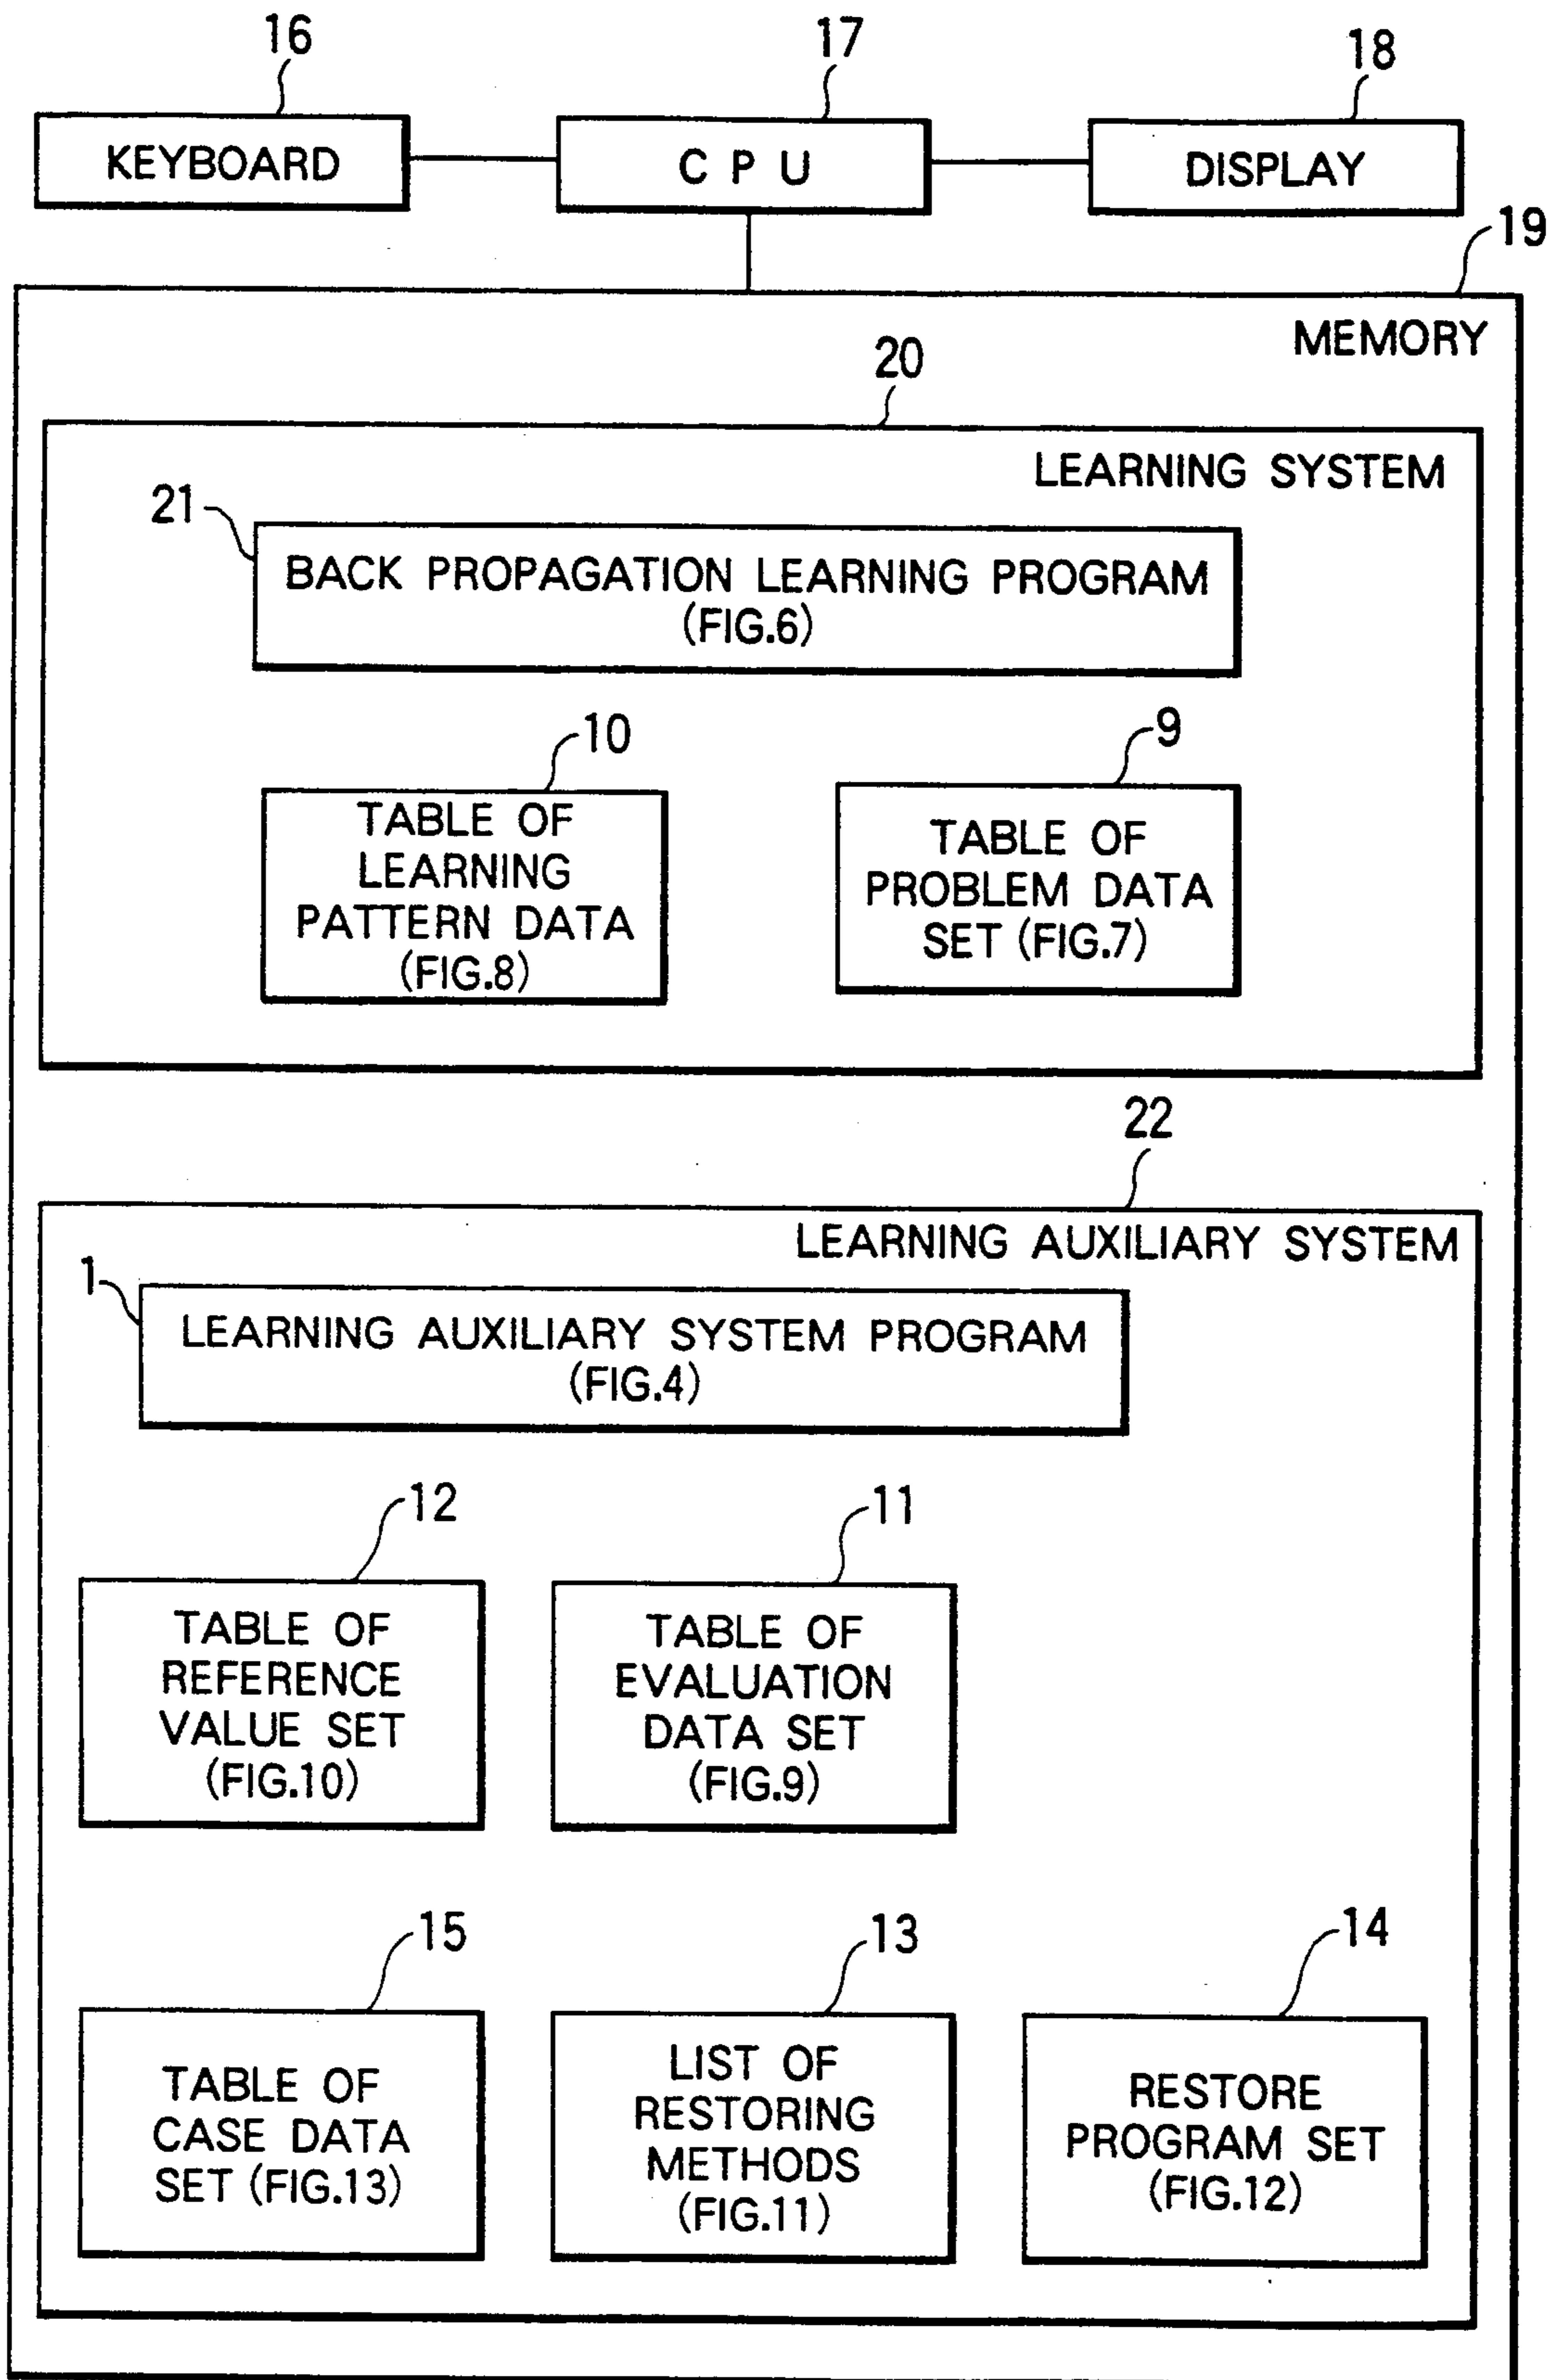 16
17
18
KEYBOARD
C P U
DISPLAY
19
MEMORY
20
LEARNING SYSTEM
21
BACK PROPAGATION LEARNING PROGRAM
(FIG.6)
10
9
TABLE OF
LEARNING
PATTERN DATA
(FIG.8)
TABLE OF
PROBLEM DATA
SET (FIG.7)
22
LEARNING AUXILIARY SYSTEM
1
LEARNING AUXILIARY SYSTEM PROGRAM
(FIG.4)
12
11
TABLE OF
REFERENCE
VALUE SET
(FIG.10)
TABLE OF
EVALUATION
DATA SET
(FIG.9)
15
13
14
TABLE OF
CASE DATA
SET (FIG.13)
LIST OF
RESTORING
METHODS
(FIG.11)
RESTORE
PROGRAM SET
(FIG.12)